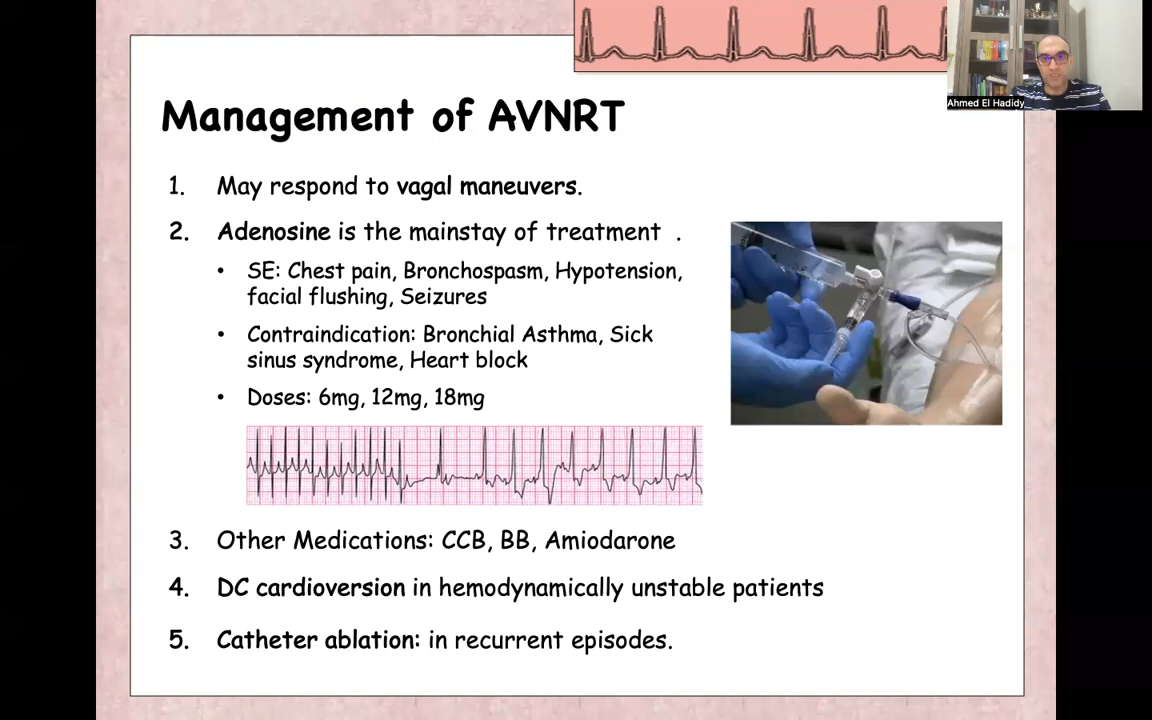 Ahmed El Hadidy
Management of AVNRT
1. May respond to vagal maneuvers.
2. Adenosine is the mainstay of treatment .
• SE: Chest pain, Bronchospasm, Hypotension,
facial flushing, Seizures
• Contraindication: Bronchial Asthma, Sick
sinus syndrome, Heart block
• Doses: 6mg, 12mg, 18mg
3. Other Medications: CCB, BB, Amiodarone
4. DC cardioversion in hemodynamically unstable patients
5. Catheter ablation: in recurrent episodes.